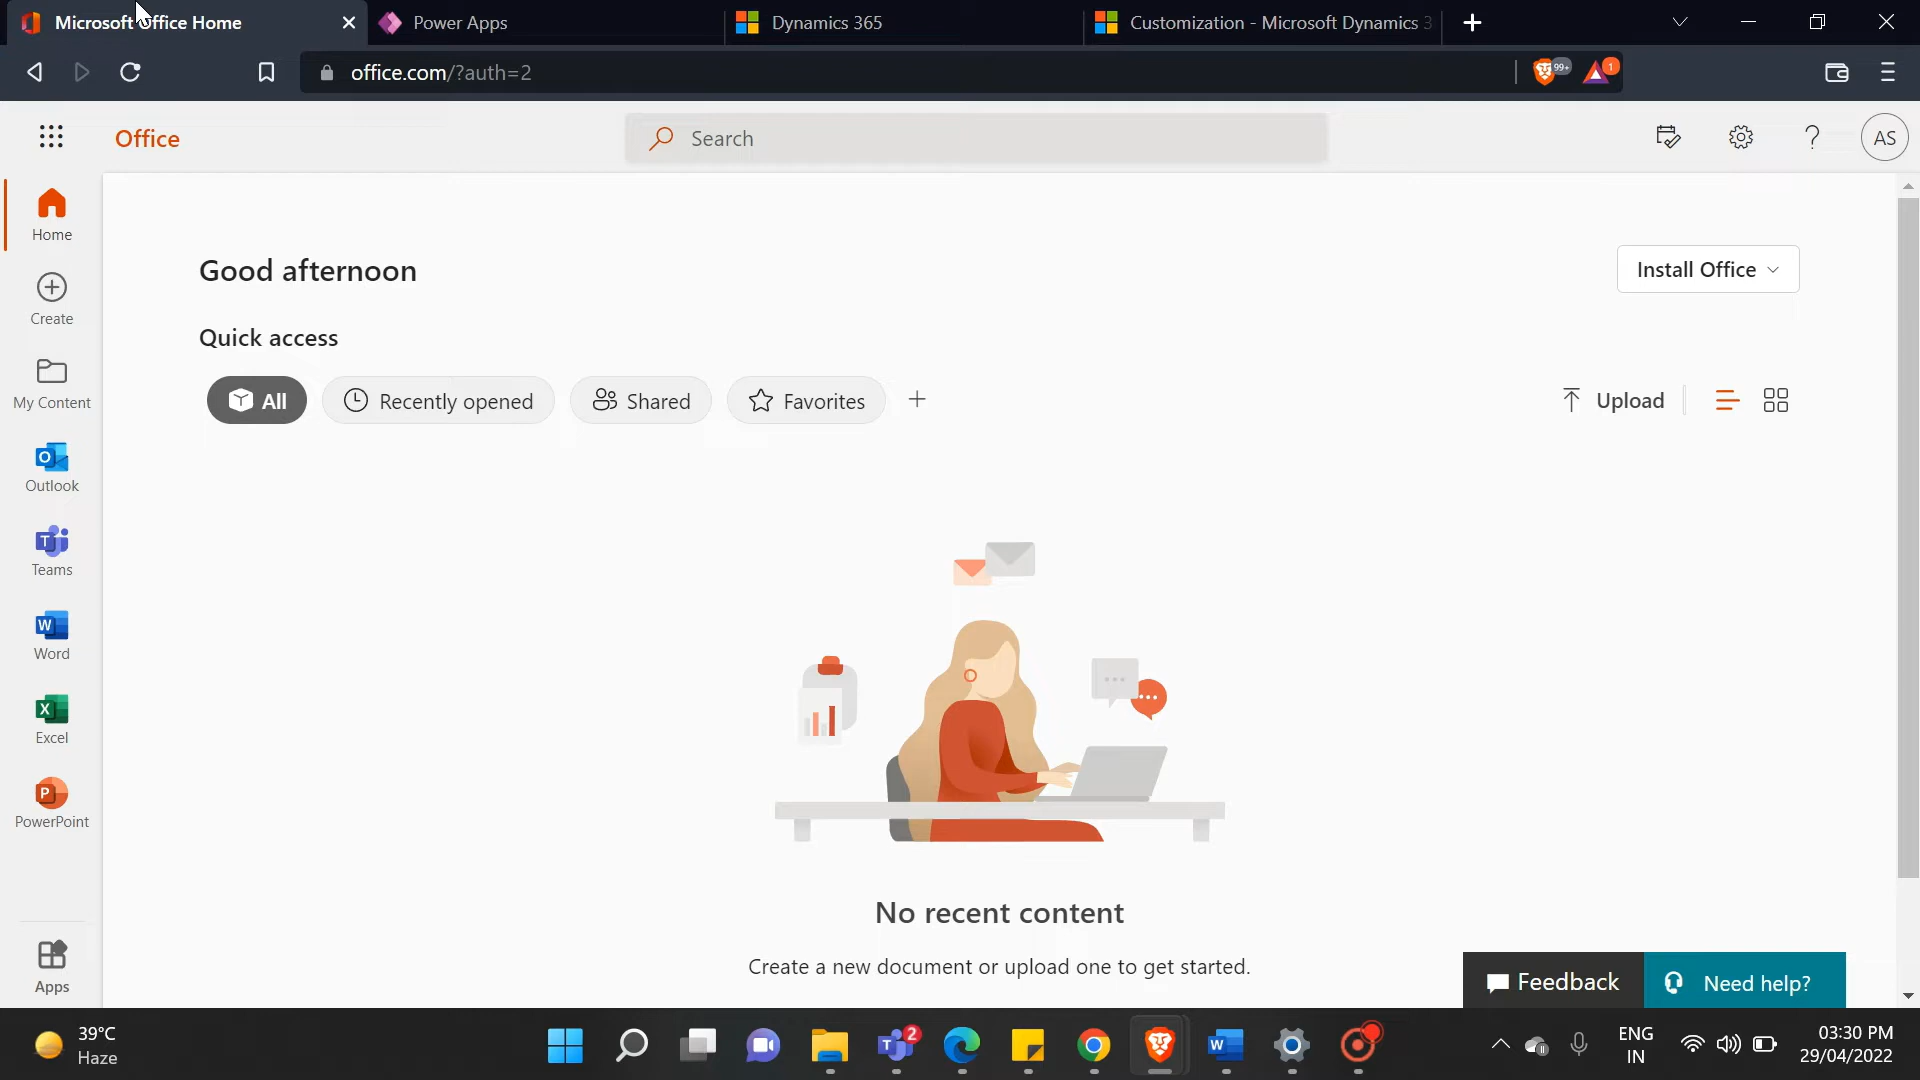 Microsoft Office Home
Power Apps
Dynamics 365
Customization - Microsoft Dynamics 3
office.com/?auth=2
99+
1
Office
Search
AS
Home
Good afternoon
Install Office
Create
Quick access
My Content
All
Recently opened
Shared
Favorites
Upload
Outlook
Teams
Word
Excel
PowerPoint
No recent content
Create a new document or upload one to get started.
Apps
Feedback
Need help?
39°C
Haze
2
ENG
IN
03:30 PM
29/04/2022